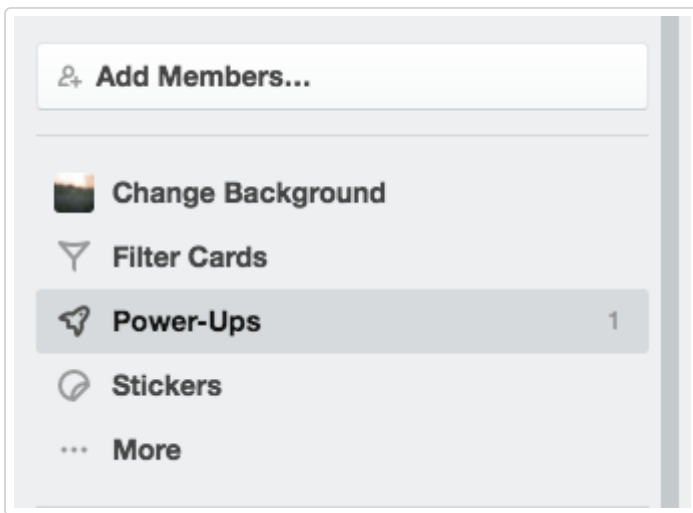 Add Members...
Change Background
Filter Cards
Power-Ups 1
Stickers
More